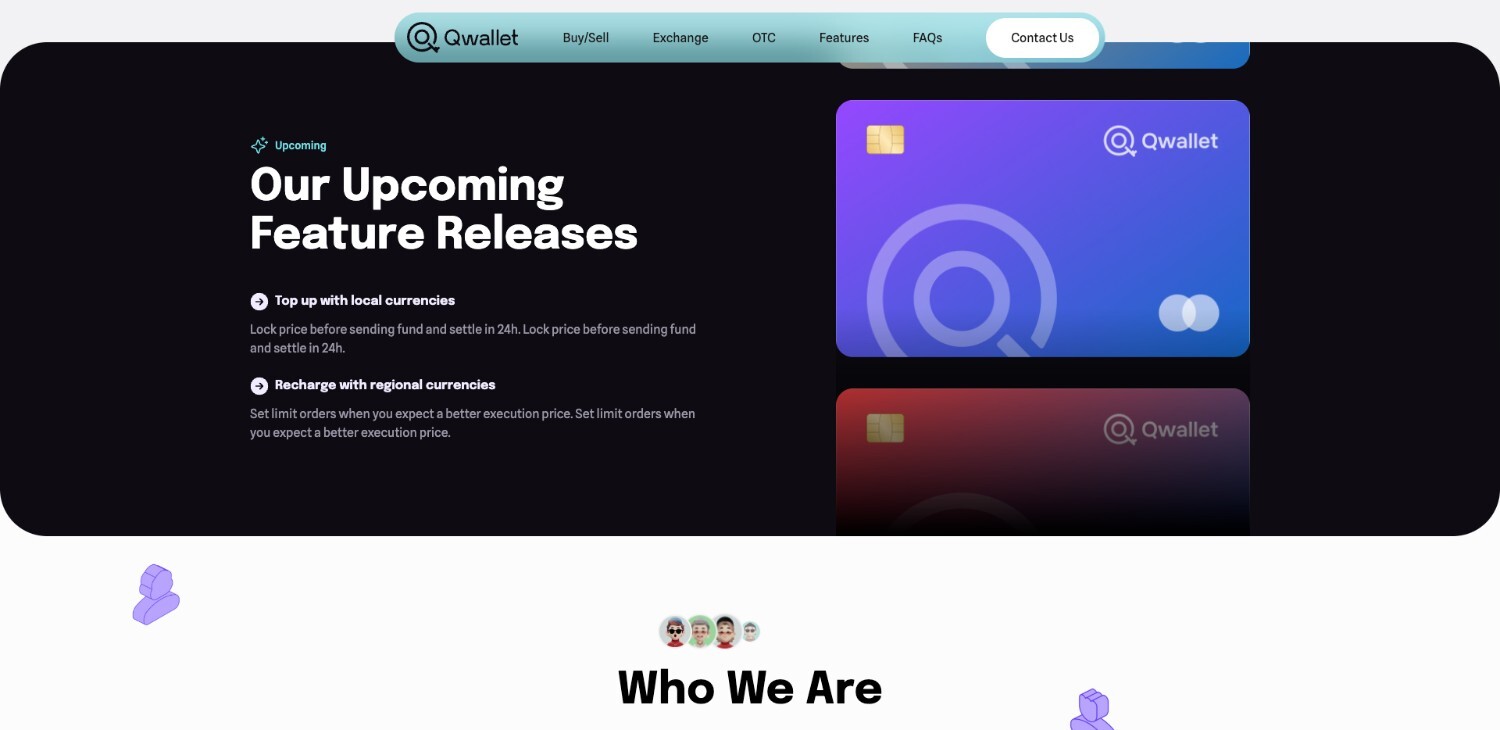 Qwallet
Buy/Sell
Exchange
OTC
Features
FAQs
Contact Us
Upcoming
Our Upcoming
Feature Releases
Top up with local currencies
Lock price before sending fund and settle in 24h. Lock price before sending fund
and settle in 24h.
Recharge with regional currencies
Set limit orders when you expect a better execution price. Set limit orders when
you expect a better execution price.
Qwallet
Qwallet
Who We Are